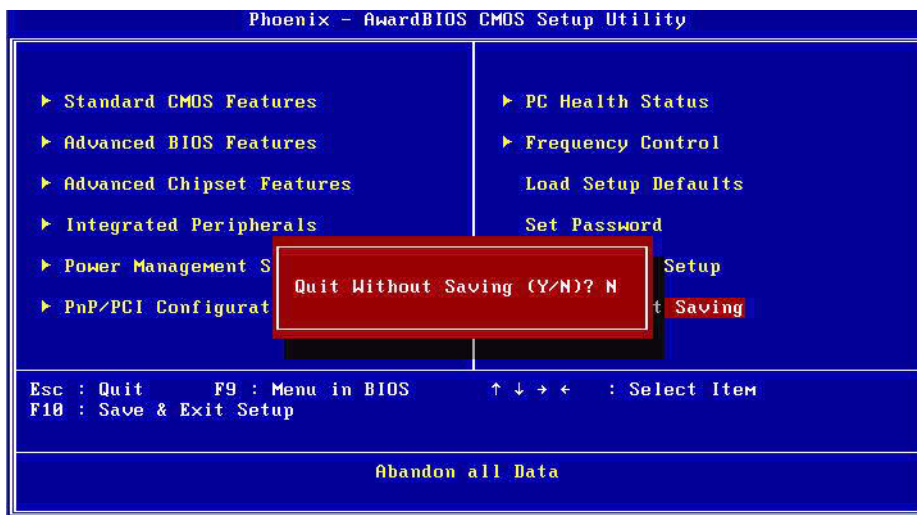 Phoenix - AwardBIOS CMOS Setup Utility
► Standard CMOS Features
► Advanced BIOS Features
► Advanced Chipset Features
► Integrated Peripherals
► Power Management S
► PnP/PCI Configurat
► PC Health Status
► Frequency Control
Load Setup Defaults
Set Password
Setup
t Saving
Quit Without Saving (Y/N)? N
Esc : Quit F9 : Menu in BIOS ↑ ↓ → ← : Select Item
F10 : Save & Exit Setup
Abandon all Data